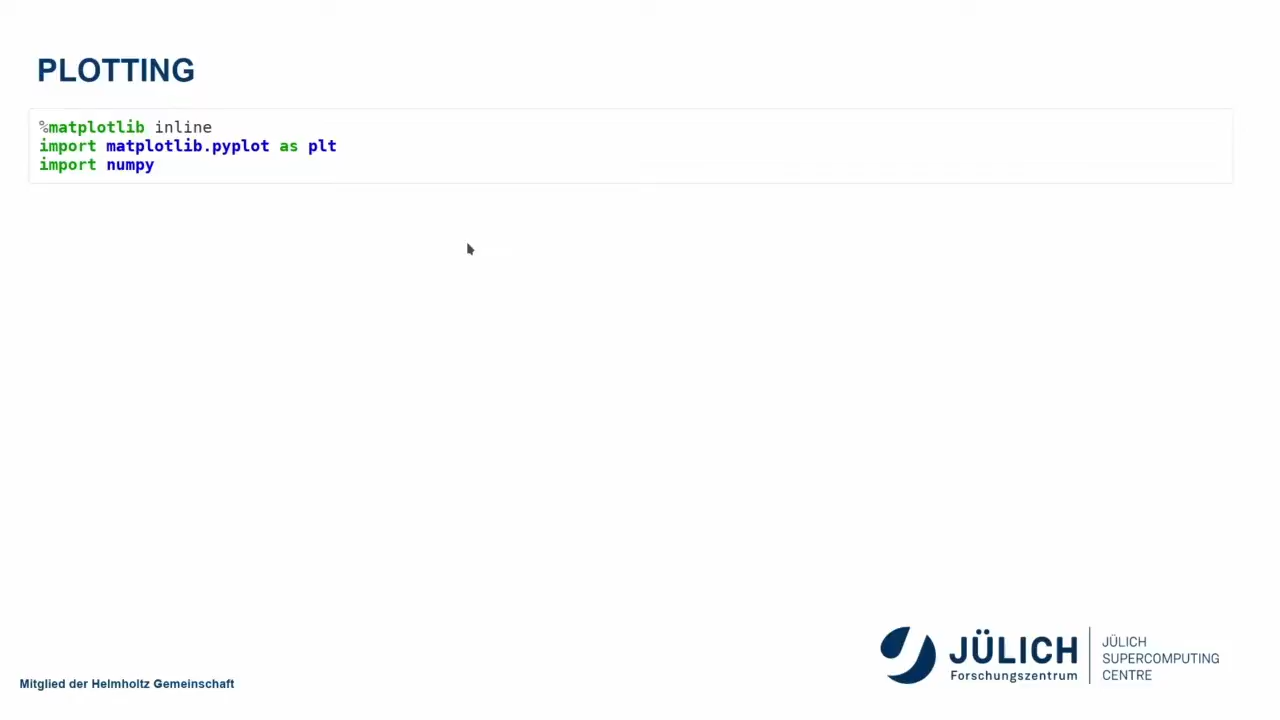 PLOTTING
%matplotlib inline
import matplotlib.pyplot as plt
import numpy
JÜLICH
Forschungszentrum
JÜLICH
SUPERCOMPUTING
CENTRE
Mitglied der Helmholtz Gemeinschaft